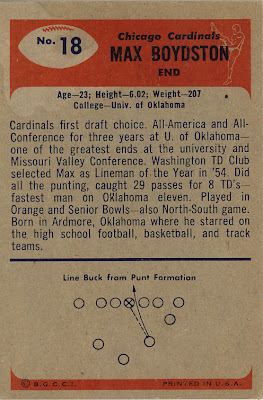 No. 18
Chicago Cardinals
MAX BOYDSTON
END
Age—23; Height—6.02; Weight—207
College—Univ. of Oklahoma
Cardinals first draft choice. All-America and All-
Conference for three years at U. of Oklahoma—
one of the greatest ends at the university and
Missouri Valley Conference. Washington TD Club
selected Max as Lineman of the Year in '54. Did
all the punting, caught 29 passes for 8 TD's—
fastest man on Oklahoma eleven. Played in
Orange and Senior Bowls—also North-South game.
Born in Ardmore, Oklahoma where he starred on
the high school football, basketball, and track
teams.
Line Buck from Punt Formation
© B.G.C.C.I.
PRINTED IN U.S.A.